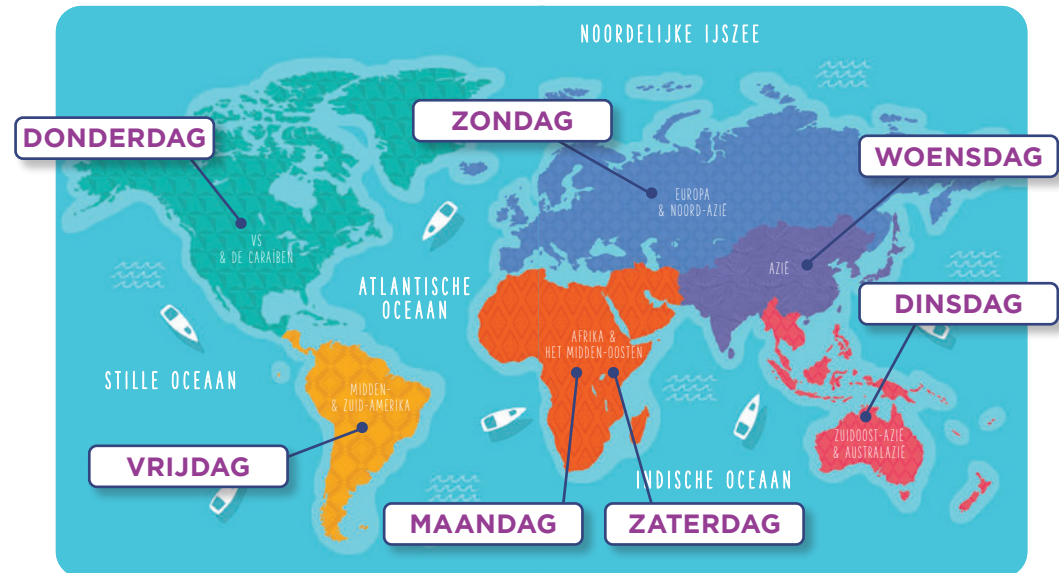 NOORDELIJKE IJSZEE
ZONDAG
DONDERDAG
WOENSDAG
EUROPA
& NOORD-AZIË
VS
& DE CARAÏBEN
AZIË
ATLANTISCHE
OCEAAN
DINSDAG
AFRIKA &
HET MIDDEN-OOSTEN
STILLE OCEAAN
MIDDEN-
& ZUID-AMERIKA
ZUIDOOST-AZIË
& AUSTRALAZIË
VRIJDAG
INDISCHE OCEAAN
MAANDAG
ZATERDAG